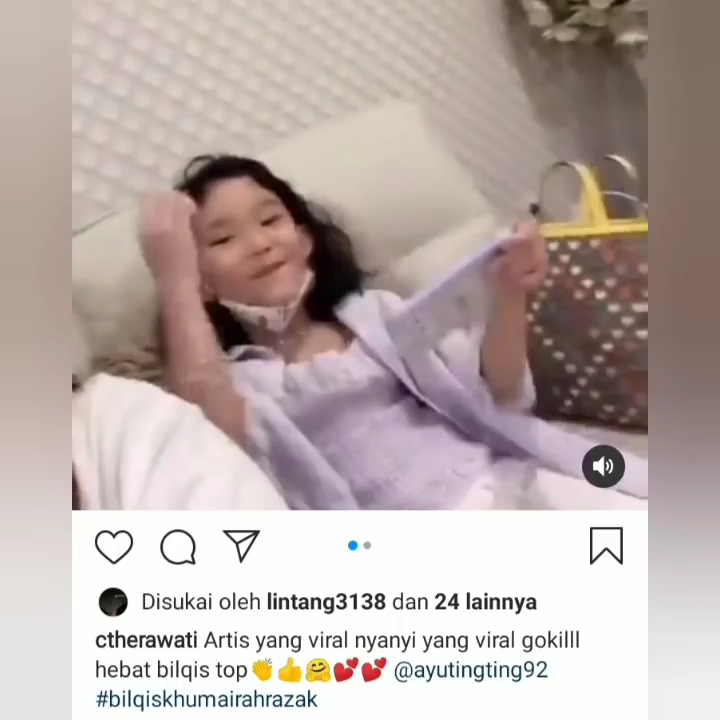 Disukai oleh lintang3138 dan 24 lainnya
ctherawati Artis yang viral nyanyi yang viral gokilll
hebat bilqis top👏👍🤗💕💕 @ayutingting92
#bilqiskhumairahrazak